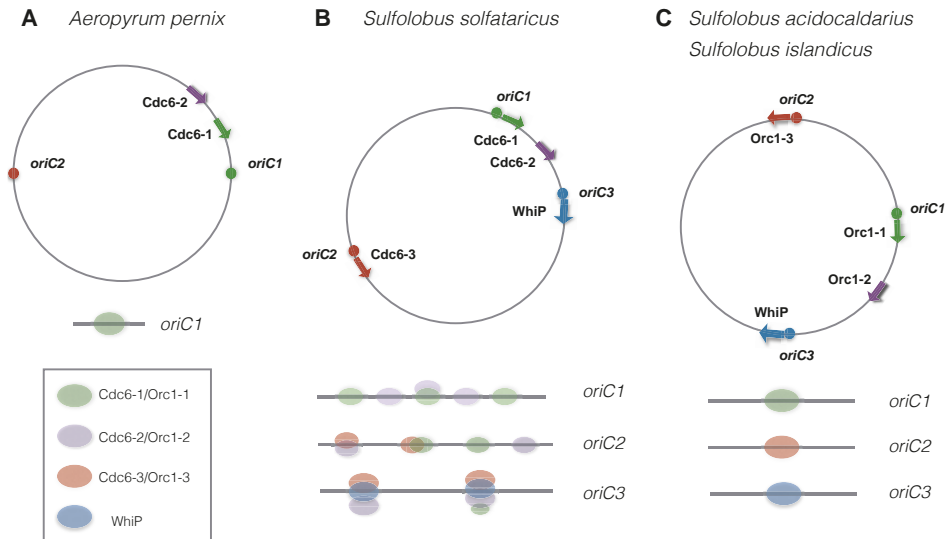 A Aeropyrum pernix
Cdc6-2
Cdc6-1
oriC2
oriC1
oriC1
Cdc6-1/Orc1-1
Cdc6-2/Orc1-2
Cdc6-3/Orc1-3
WhiP
B Sulfolobus solfataricus
oriC1
Cdc6-1
Cdc6-2
oriC3
WhiP
oriC2
Cdc6-3
oriC1
oriC2
oriC3
C Sulfolobus acidocaldarius
Sulfolobus islandicus
oriC2
Orc1-3
oriC1
Orc1-1
Orc1-2
WhiP
oriC3
oriC1
oriC2
oriC3